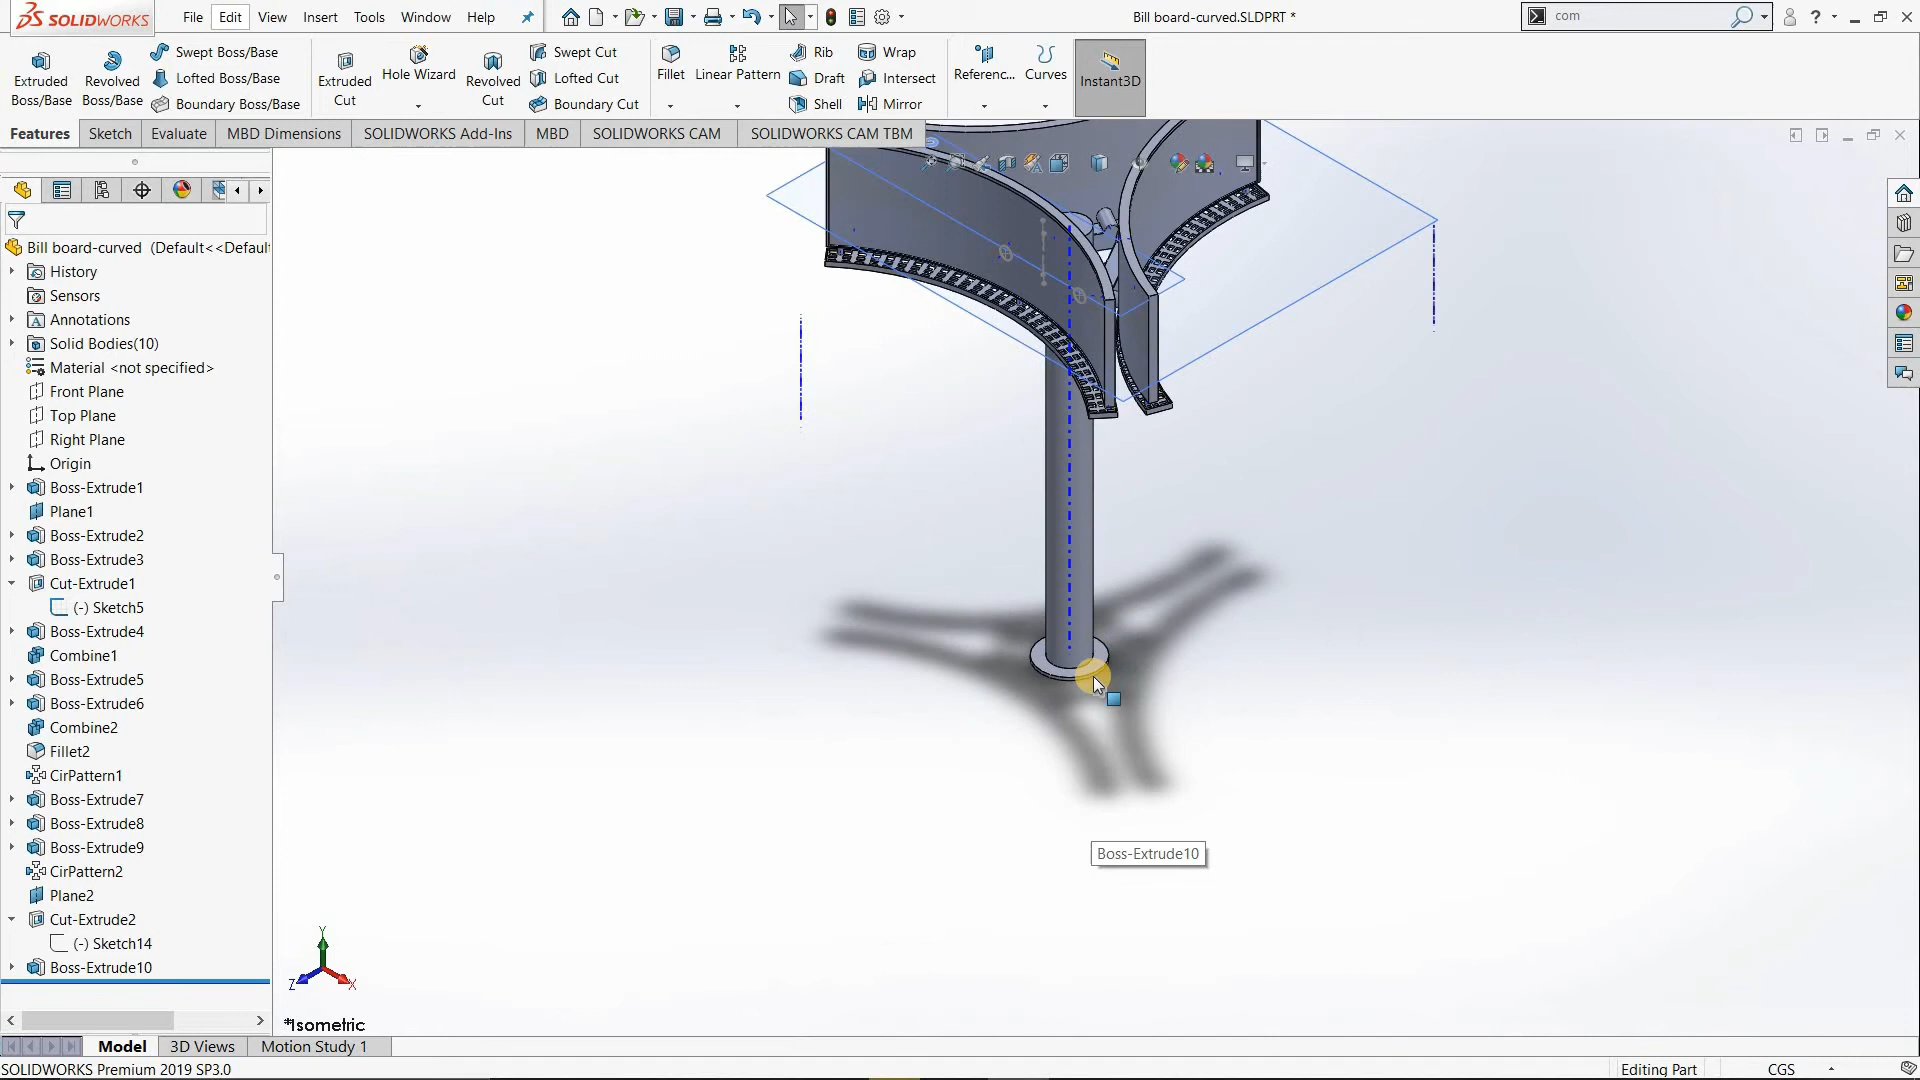 SOLIDWORKS File Edit View Insert Tools Window Help Bill board-curved.SLDPRT * com
Extruded Boss/Base
Revolved Boss/Base
Swept Boss/Base
Lofted Boss/Base
Boundary Boss/Base
Extruded Cut
Hole Wizard
Revolved Cut
Swept Cut
Lofted Cut
Boundary Cut
Fillet
Linear Pattern
Rib
Draft
Shell
Wrap
Intersect
Mirror
Referenc...
Curves
Instant3D
Features Sketch Evaluate MBD Dimensions SOLIDWORKS Add-Ins MBD SOLIDWORKS CAM SOLIDWORKS CAM TBM
Bill board-curved (Default<<Default
History
Sensors
Annotations
Solid Bodies(10)
Material <not specified>
Front Plane
Top Plane
Right Plane
Origin
Boss-Extrude1
Plane1
Boss-Extrude2
Boss-Extrude3
Cut-Extrude1
(-) Sketch5
Boss-Extrude4
Combine1
Boss-Extrude5
Boss-Extrude6
Combine2
Fillet2
CirPattern1
Boss-Extrude7
Boss-Extrude8
Boss-Extrude9
CirPattern2
Plane2
Cut-Extrude2
(-) Sketch14
Boss-Extrude10
Boss-Extrude10
Y
Z
X
*Isometric
Model 3D Views Motion Study 1
SOLIDWORKS Premium 2019 SP3.0 Editing Part CGS